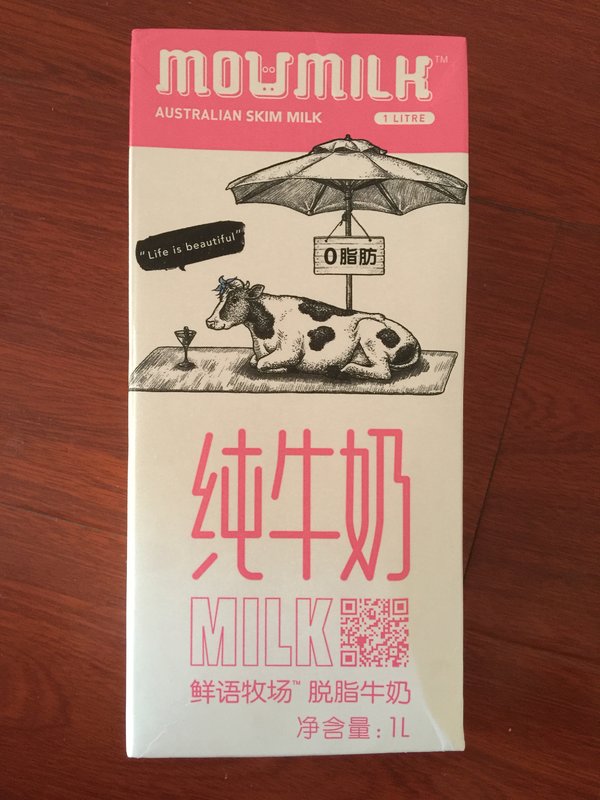 MOUMILK™
AUSTRALIAN SKIM MILK 1 LITRE
"Life is beautiful"
0脂肪
纯牛奶
MILK
鲜语牧场™ 脱脂牛奶
净含量：1L